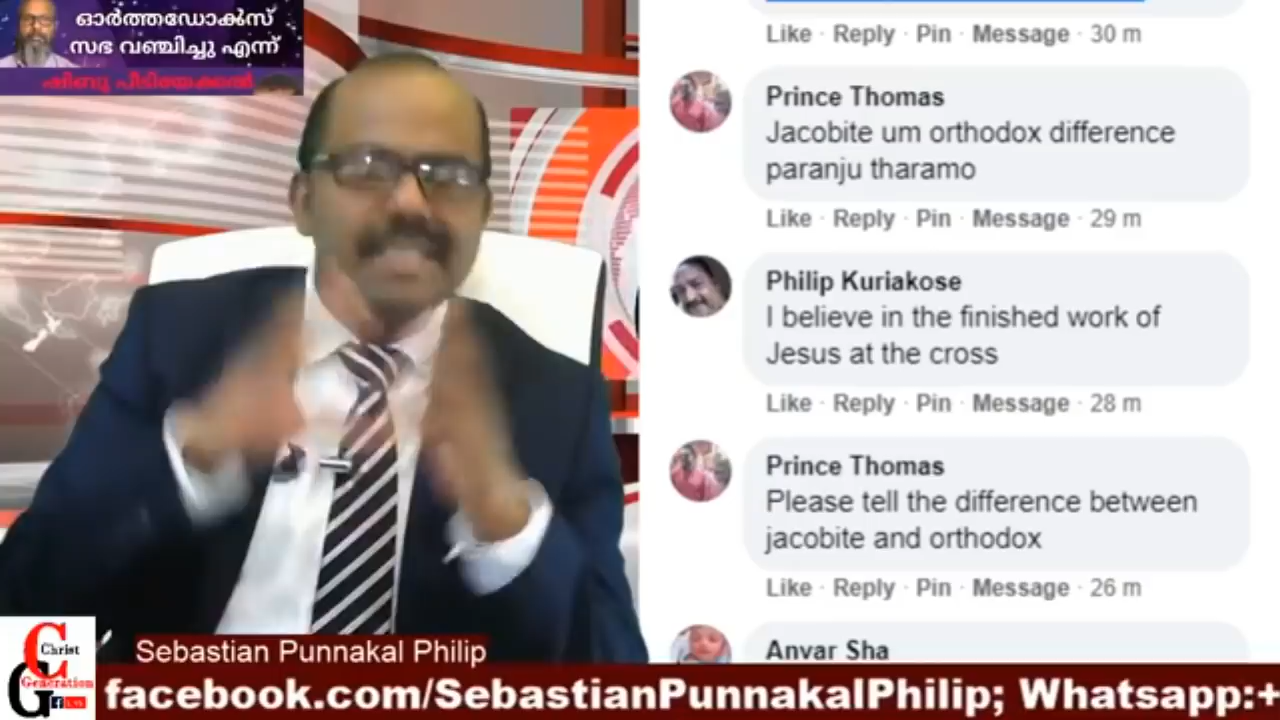 ഓർത്തഡോക്സ്
സഭ വഞ്ചിച്ചു എന്ന്
ഷിബു പീടിയേക്കൽ
Like · Reply · Pin · Message · 30 m
Prince Thomas
Jacobite um orthodox difference
paranju tharamo
Like · Reply · Pin · Message · 29 m
Philip Kuriakose
I believe in the finished work of
Jesus at the cross
Like · Reply · Pin · Message · 28 m
Prince Thomas
Please tell the difference between
jacobite and orthodox
Like · Reply · Pin · Message · 26 m
Anvar Sha
Sebastian Punnakal Philip
Christ
Generation
facebook.com/SebastianPunnakalPhilip; Whatsapp:+